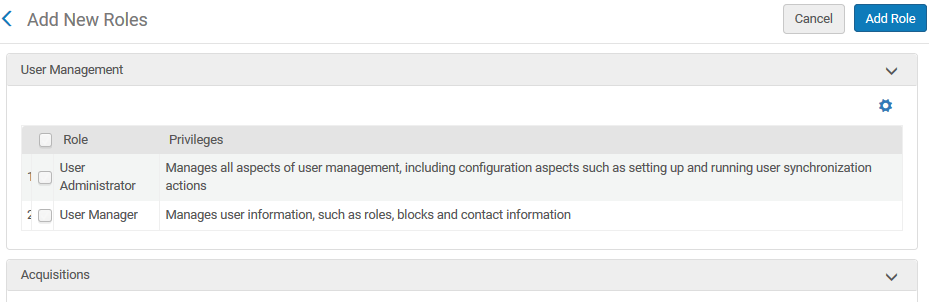 Add New Roles
Cancel
Add Role
User Management
Role
Privileges
1
User
Administrator
Manages all aspects of user management, including configuration aspects such as setting up and running user synchronization
actions
2
User Manager
Manages user information, such as roles, blocks and contact information
Acquisitions